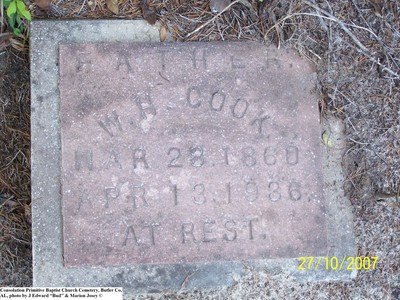 FATHER.
W.H. COOK.
MAR 28.1860
APR 13.1936.
AT REST.
27/10/2007
Consolation Primitive Baptist Church Cemetery, Butler Co.
AL, photo by J Edward "Bud" & Marion Josey ©